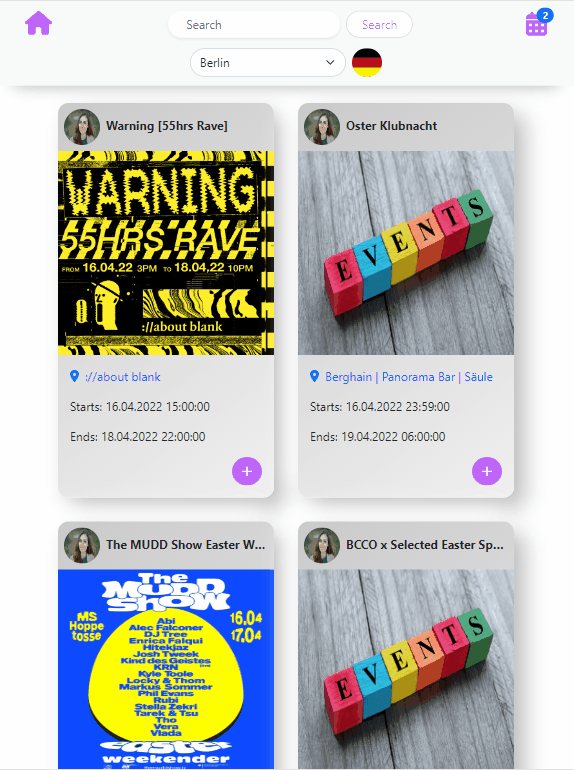 Search
Search
2
Berlin
Warning [55hrs Rave]
WARNING
55HRS RAVE
FROM 16.04.22 3PM TO 18.04.22 10PM
://about blank
://about blank
Starts: 16.04.2022 15:00:00
Ends: 18.04.2022 22:00:00
+
Oster Klubnacht
EVENTS
Berghain | Panorama Bar | Säule
Starts: 16.04.2022 23:59:00
Ends: 19.04.2022 06:00:00
+
The MUDD Show Easter W...
The
MUDD
SHOW
MS
Hoppe
tosse
16.04
17.04
Abi
Alec Falconer
DJ Tree
Enrica Falqui
Hitekjaz
Josh Tweek
Kind des Geistes
KRN
Kyle Toole
Locky & Thom
Markus Sommer
Phil Evans
Rubi
Stella Zekri
Tarek & Tsu
Tho
Vera
Vlada
easter
weekender
BCCO x Selected Easter Sp...
EVENTS